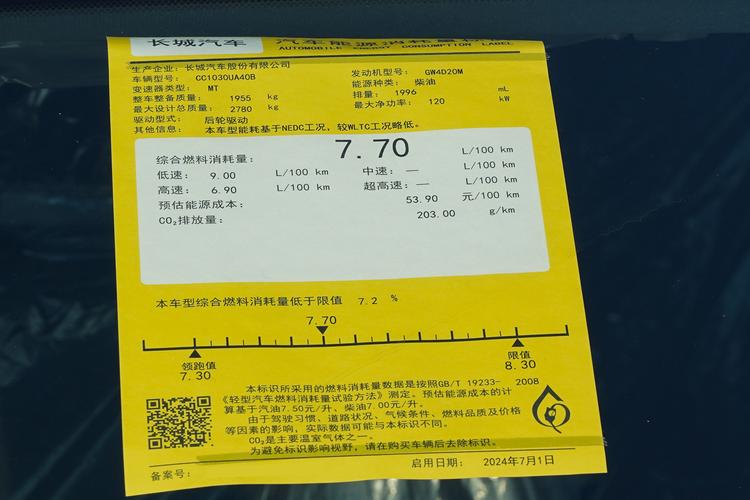 长城汽车 汽车能源消耗量标识
AUTOMOBILE ENERGY CONSUMPTION LABEL
生产企业: 长城汽车股份有限公司
车辆型号: CC1030UA40B 发动机型号: GW4D20M
变速器类型: MT 能源种类: 柴油
整车整备质量: 1955 kg 排量: 1996 mL
最大设计总质量: 2780 kg 最大净功率: 120 kW
驱动型式: 后轮驱动
其他信息: 本车型能耗基于NEDC工况, 较WLTC工况略低。
综合燃料消耗量: 7.70 L/100 km
低速: 9.00 L/100 km 中速: — L/100 km
高速: 6.90 L/100 km 超高速: — L/100 km
预估能源成本: 53.90 元/100 km
CO₂排放量: 203.00 g/km
本车型综合燃料消耗量低于限值 7.2 %
7.70
领跑值 限值
7.30 8.30
本标识所采用的燃料消耗量数据是按照GB/T 19233-2008
《轻型汽车燃料消耗量试验方法》测定。预估能源成本的计
算基于汽油7.50元/升、柴油7.00元/升。
由于驾驶习惯、道路状况、气候条件、燃料品质及价格
等因素的影响, 实际数据可能与本标识不同。
CO₂是主要温室气体之一。
为避免标识影响视野, 请在购买车辆后去除标识。
备案号: 启用日期: 2024年7月1日